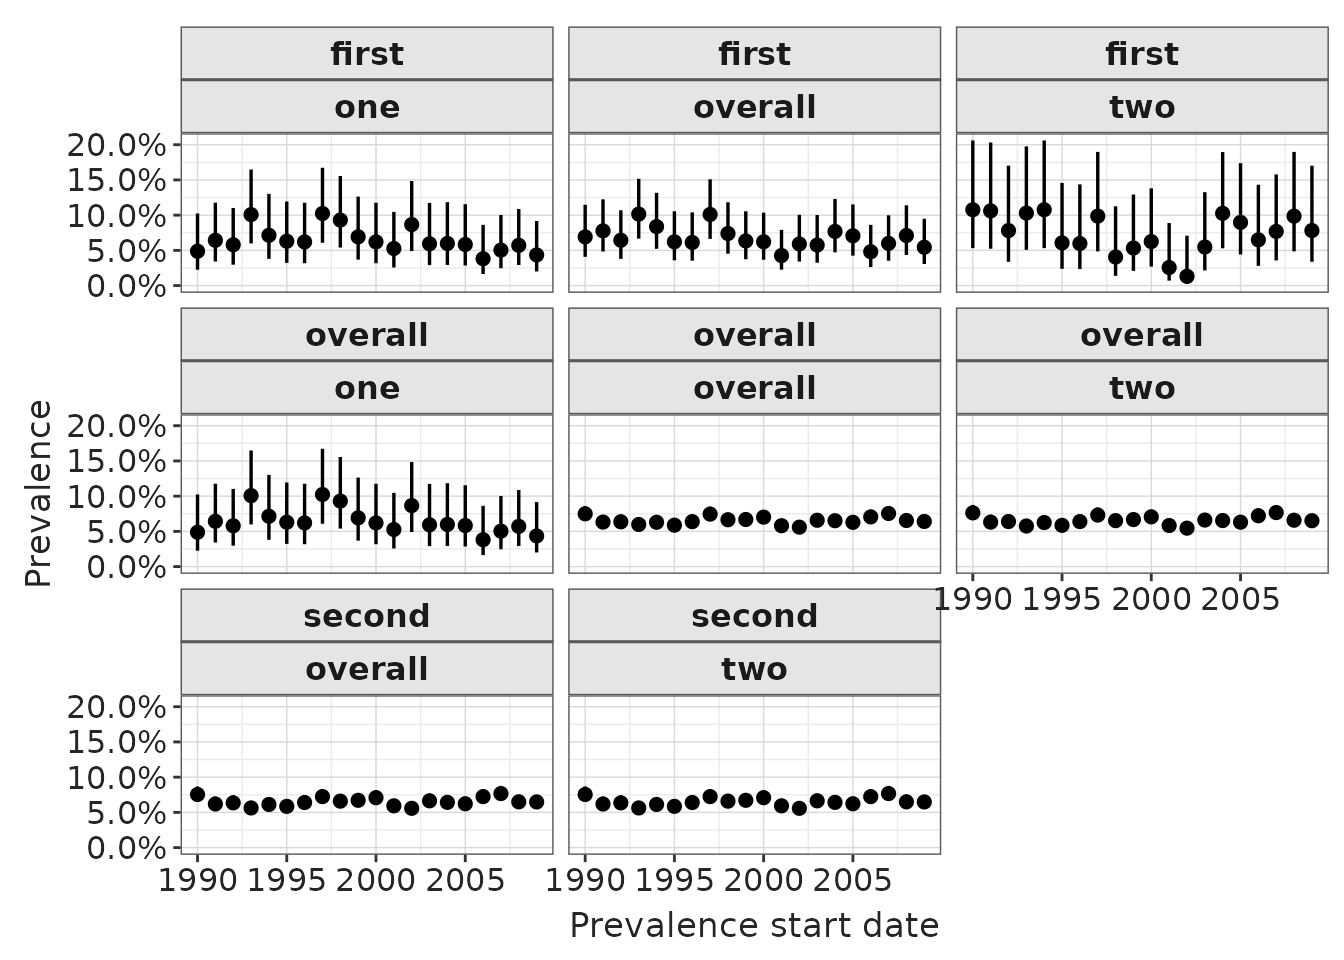 first first first
one overall two
20.0%
15.0%
10.0%
5.0%
0.0%
overall overall overall
one overall two
20.0%
15.0%
10.0%
5.0%
0.0%
1990 1995 2000 2005
second second
overall two
20.0%
15.0%
10.0%
5.0%
0.0%
1990 1995 2000 2005 1990 1995 2000 2005
Prevalence
Prevalence start date